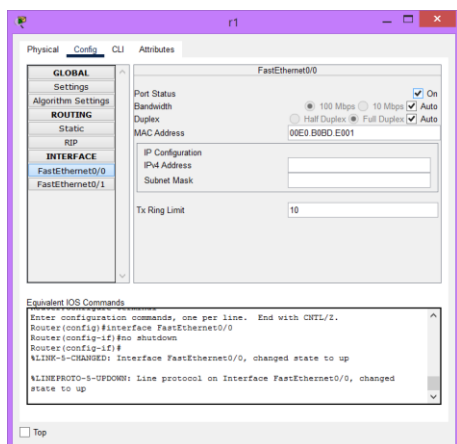 r1
Physical Config CLI Attributes
GLOBAL
Settings
Algorithm Settings
ROUTING
Static
RIP
INTERFACE
FastEthernet0/0
FastEthernet0/1
FastEthernet0/0
Port Status On
Bandwidth 100 Mbps 10 Mbps Auto
Duplex Half Duplex Full Duplex Auto
MAC Address 00E0.B0BD.E001
IP Configuration
IPv4 Address
Subnet Mask
Tx Ring Limit 10
Equivalent IOS Commands
Enter configuration commands, one per line. End with CNTL/Z.
Router(config)#interface FastEthernet0/0
Router(config-if)#no shutdown
Router(config-if)#
%LINK-5-CHANGED: Interface FastEthernet0/0, changed state to up
%LINEPROTO-5-UPDOWN: Line protocol on Interface FastEthernet0/0, changed
state to up
Top